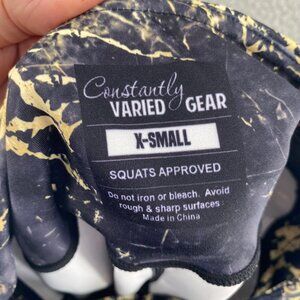 Constantly
VARIED GEAR
X-SMALL
SQUATS APPROVED
Do not iron or bleach. Avoid
rough & sharp surfaces
Made in China